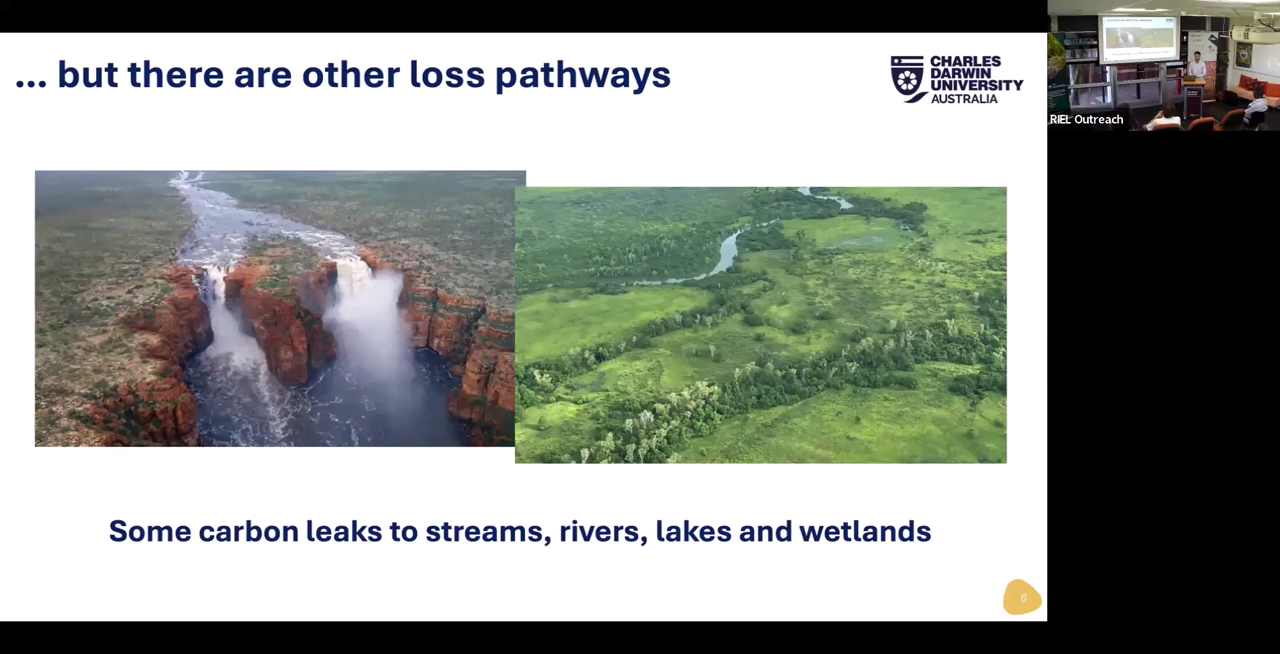 ... but there are other loss pathways
CHARLES
DARWIN
UNIVERSITY
AUSTRALIA
RIEL Outreach
Some carbon leaks to streams, rivers, lakes and wetlands
6